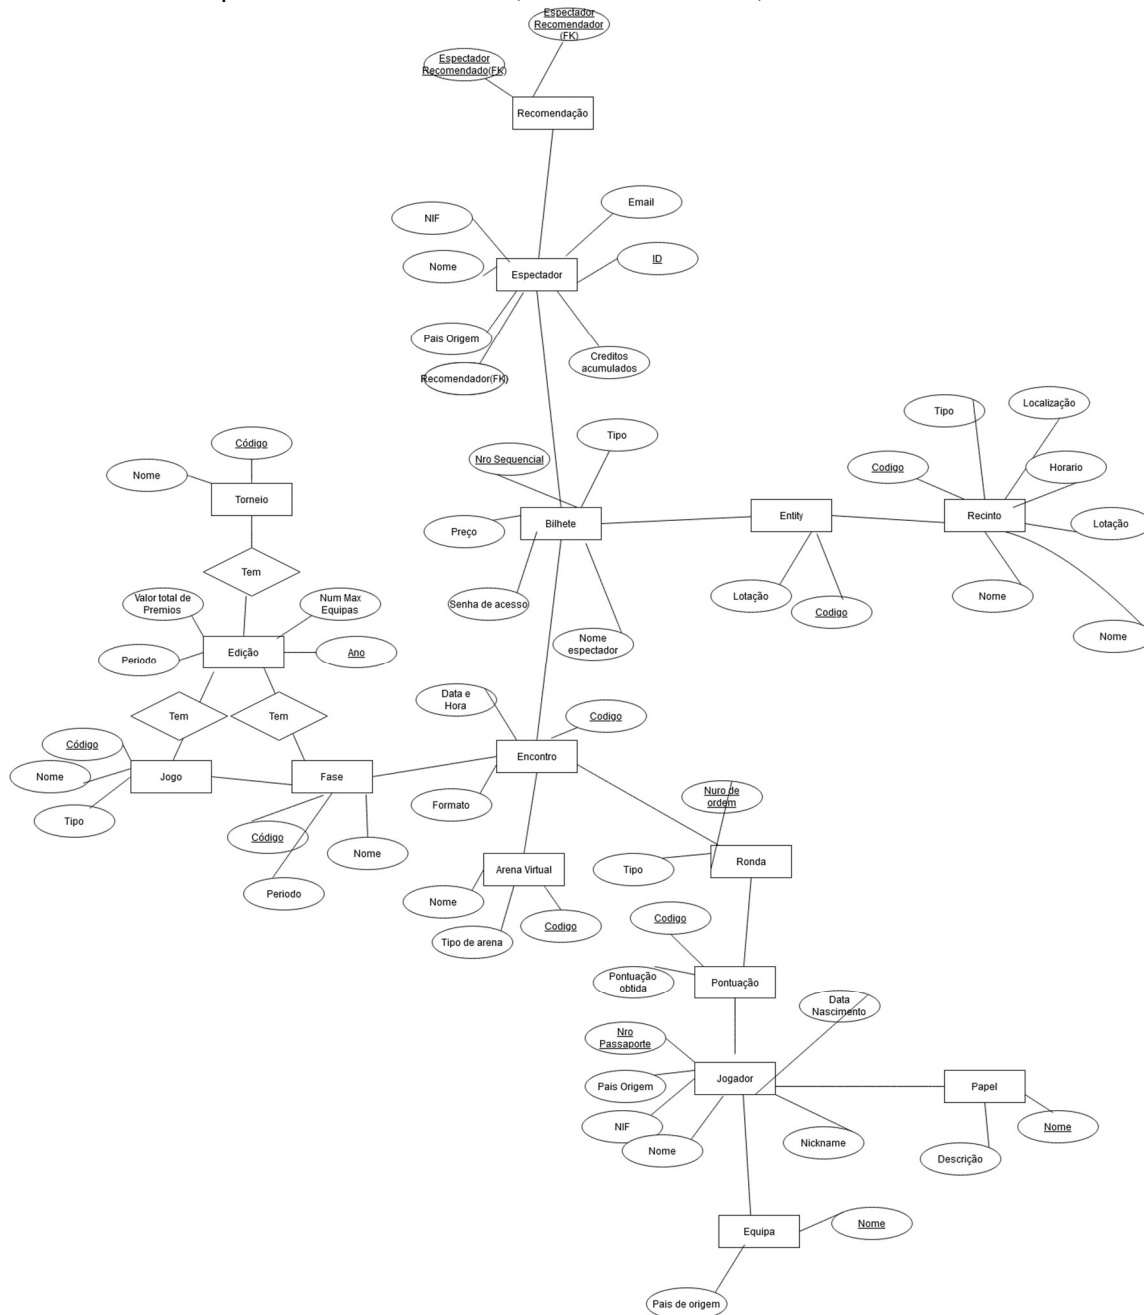 Espectador
Recomendador
(FK)
Espectador
Recomendado(FK)
Recomendação
Email
NIF
ID
Nome
Espectador
Pais Origem
Creditos
acumulados
Recomendador(FK)
Tipo
Localização
Código
Tipo
Nome
Nro Sequencial
Codigo
Horario
Torneio
Entity
Recinto
Bilhete
Lotação
Preço
Tem
Valor total de
Premios
Num Max
Equipas
Senha de acesso
Lotação
Codigo
Nome
Nome
espectador
Nome
Edição
Ano
Periodo
Data e
Hora
Tem
Tem
Codigo
Código
Encontro
Nome
Jogo
Fase
Nuro de
ordem
Formato
Tipo
Código
Nome
Ronda
Arena Virtual
Tipo
Periodo
Nome
Codigo
Codigo
Tipo de arena
Pontuação
obtida
Pontuação
Data
Nascimento
Nro
Passaporte
Jogador
Pais Origem
Papel
NIF
Nome
Nome
Nickname
Descrição
Equipa
Nome
Pais de origem